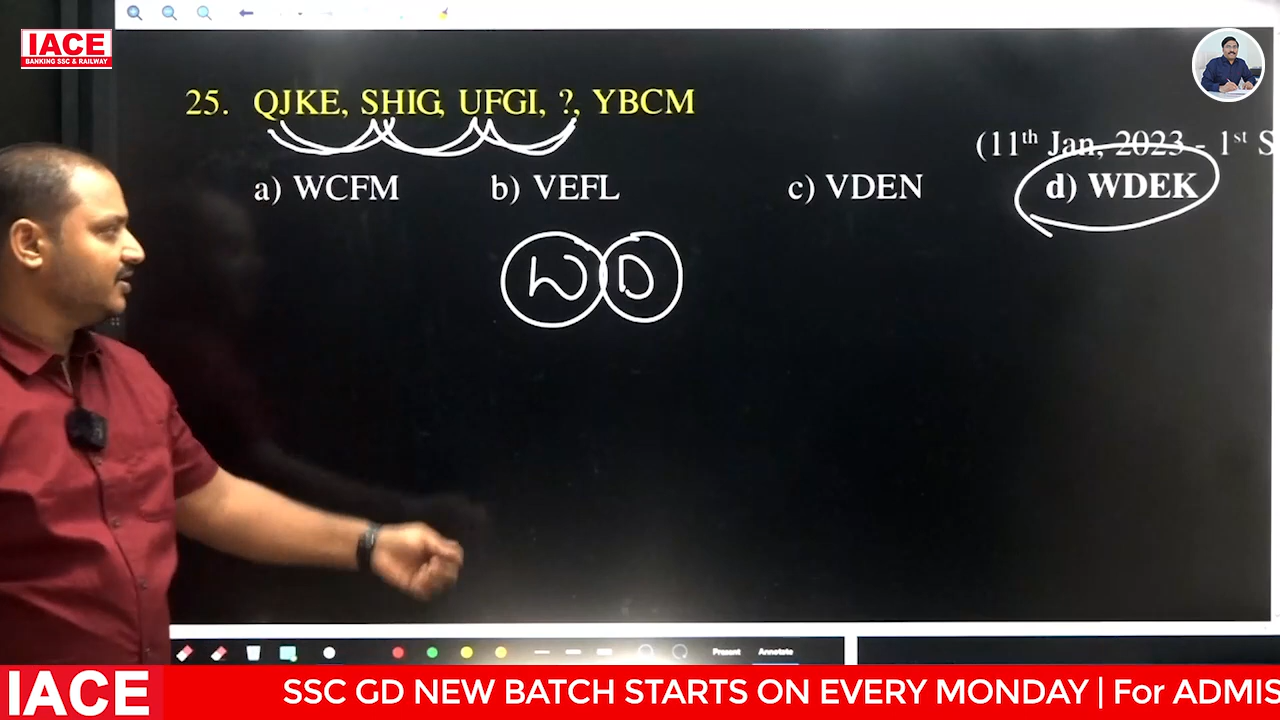 IACE
BANKING SSC & RAILWAY
25. QJKE, SHIG, UFGI, ?, YBCM
(11th Jan, 2023 - 1st S
a) WCFM b) VEFL c) VDEN d) WDEK
W D
Present Annotate
IACE SSC GD NEW BATCH STARTS ON EVERY MONDAY | For ADMIS